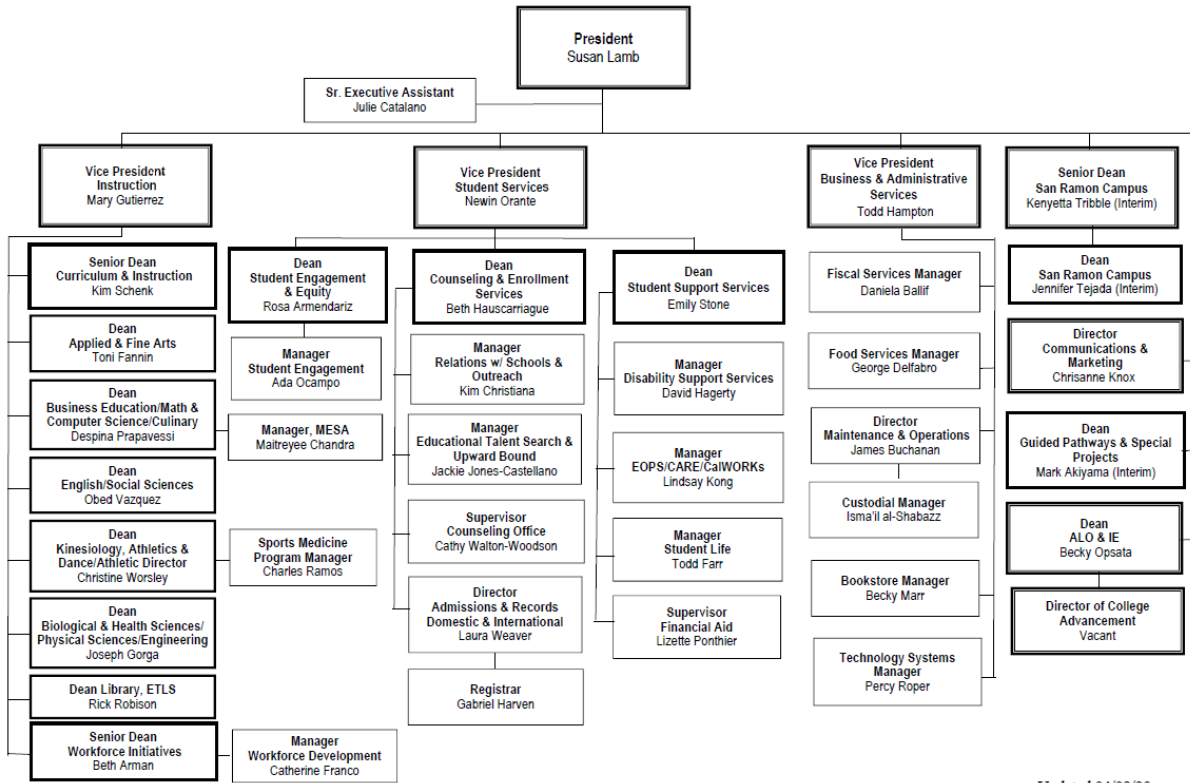 President
Susan Lamb
Sr. Executive Assistant
Julie Catalano
Vice President
Instruction
Mary Gutierrez
Vice President
Student Services
Newin Orante
Vice President
Business & Administrative
Services
Todd Hampton
Senior Dean
San Ramon Campus
Kenyetta Tribble (Interim)
Senior Dean
Curriculum & Instruction
Kim Schenk
Dean
Applied & Fine Arts
Toni Fannin
Dean
Business Education/Math &
Computer Science/Culinary
Despina Prapavessi
Manager, MESA
Maitreyee Chandra
Dean
English/Social Sciences
Obed Vazquez
Dean
Kinesiology, Athletics &
Dance/Athletic Director
Christine Worsley
Sports Medicine
Program Manager
Charles Ramos
Dean
Biological & Health Sciences/
Physical Sciences/Engineering
Joseph Gorga
Dean Library, ETLS
Rick Robison
Senior Dean
Workforce Initiatives
Beth Arman
Manager
Workforce Development
Catherine Franco
Dean
Student Engagement
& Equity
Rosa Armendariz
Manager
Student Engagement
Ada Ocampo
Dean
Counseling & Enrollment
Services
Beth Hauscarriague
Manager
Relations w/ Schools &
Outreach
Kim Christiana
Manager
Educational Talent Search &
Upward Bound
Jackie Jones-Castellano
Supervisor
Counseling Office
Cathy Walton-Woodson
Director
Admissions & Records
Domestic & International
Laura Weaver
Registrar
Gabriel Harven
Dean
Student Support Services
Emily Stone
Manager
Disability Support Services
David Hagerty
Manager
EOPS/CARE/CalWORKs
Lindsay Kong
Manager
Student Life
Todd Farr
Supervisor
Financial Aid
Lizette Ponthier
Fiscal Services Manager
Daniela Ballif
Food Services Manager
George Delfabro
Director
Maintenance & Operations
James Buchanan
Custodial Manager
Isma'il al-Shabazz
Bookstore Manager
Becky Marr
Technology Systems
Manager
Percy Roper
Dean
San Ramon Campus
Jennifer Tejada (Interim)
Director
Communications &
Marketing
Chrisanne Knox
Dean
Guided Pathways & Special
Projects
Mark Akiyama (Interim)
Dean
ALO & IE
Becky Opsata
Director of College
Advancement
Vacant